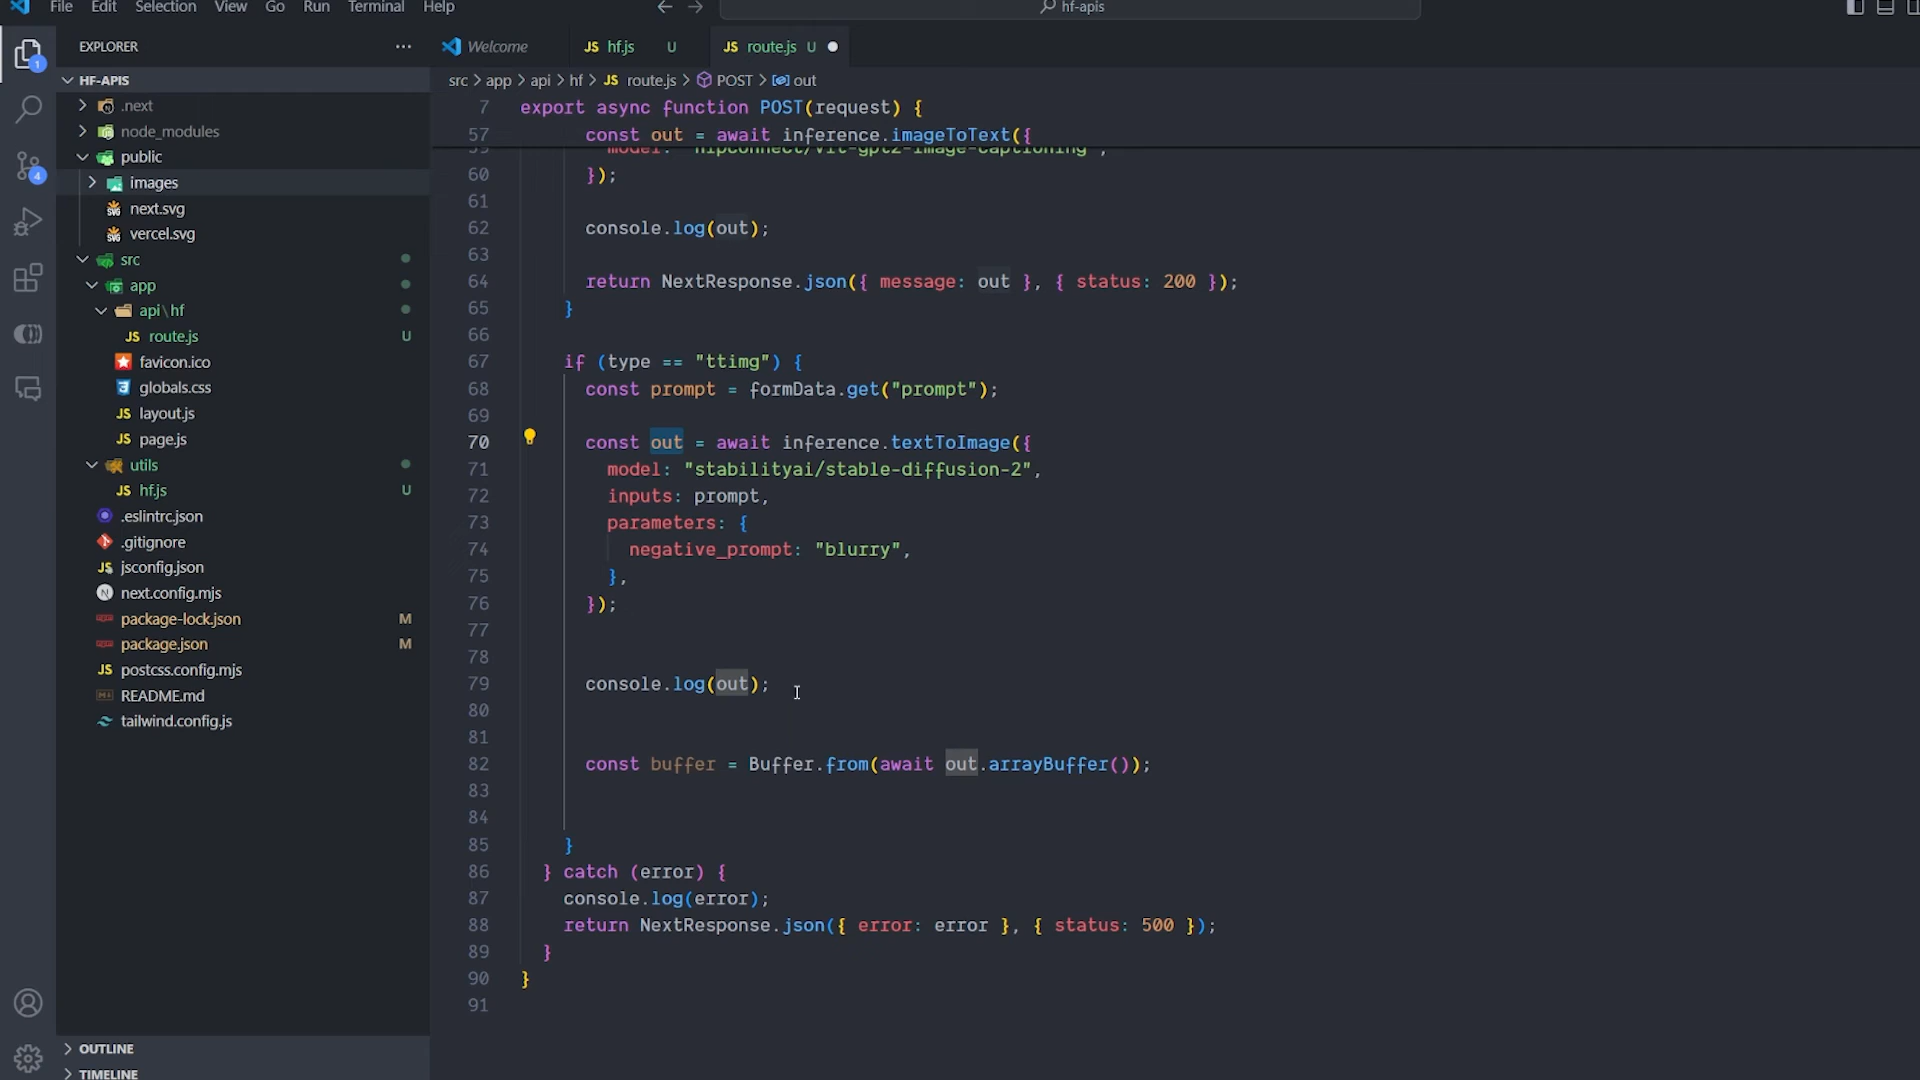 File Edit Selection View Go Run Terminal Help
hf-apis
EXPLORER
Welcome
JS hf.js U
JS route.js U
HF-APIS
src > app > api > hf > JS route.js > POST > out
1
4
.next
node_modules
public
images
SVG next.svg
SVG vercel.svg
src
app
api\hf
JS route.js U
favicon.ico
globals.css
JS layout.js
JS page.js
utils
JS hf.js U
.eslintrc.json
.gitignore
JS jsconfig.json
N next.config.mjs
package-lock.json M
package.json M
JS postcss.config.mjs
README.md
tailwind.config.js
OUTLINE
TIMELINE
7 export async function POST(request) {
57 const out = await inference.imageToText({
59 model: "nlpconnect/vit-gpt2-image-captioning",
60 });
61
62 console.log(out);
63
64 return NextResponse.json({ message: out }, { status: 200 });
65 }
66
67 if (type == "ttimg") {
68 const prompt = formData.get("prompt");
69
70 const out = await inference.textToImage({
71 model: "stabilityai/stable-diffusion-2",
72 inputs: prompt,
73 parameters: {
74 negative_prompt: "blurry",
75 },
76 });
77
78
79 console.log(out);
80
81
82 const buffer = Buffer.from(await out.arrayBuffer());
83
84
85 }
86 } catch (error) {
87 console.log(error);
88 return NextResponse.json({ error: error }, { status: 500 });
89 }
90 }
91